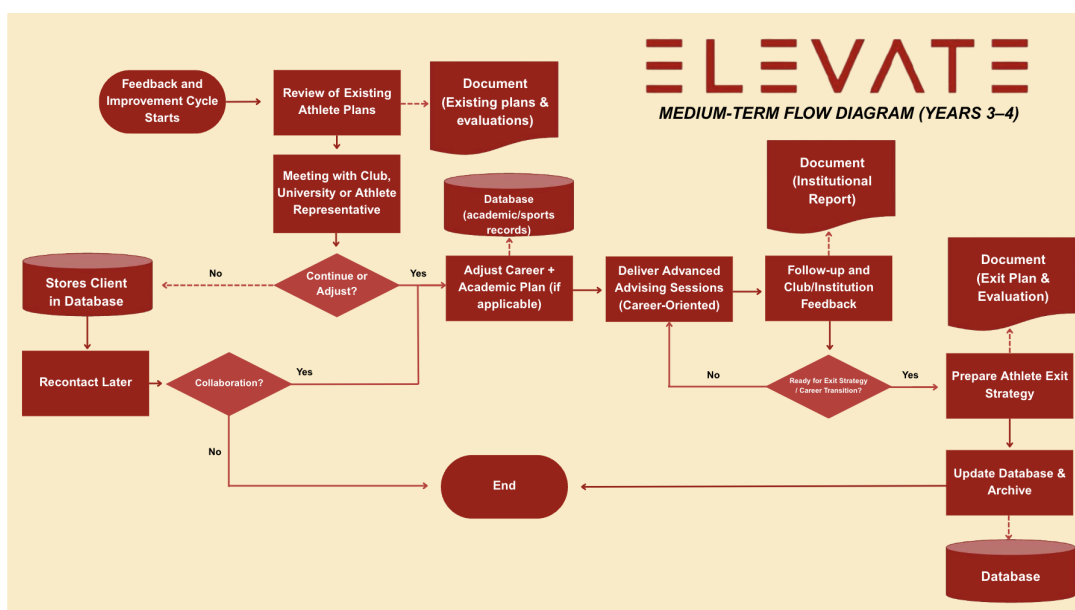 ELEVATE
MEDIUM-TERM FLOW DIAGRAM (YEARS 3–4)
Feedback and
Improvement Cycle
Starts
Review of Existing
Athlete Plans
Document
(Existing plans &
evaluations)
Meeting with Club,
University or Athlete
Representative
Document
(Institutional
Report)
Database
(academic/sports
records)
Document
(Exit Plan &
Evaluation)
Stores Client
in Database
No
Continue or
Adjust?
Yes
Adjust Career +
Academic Plan (if
applicable)
Deliver Advanced
Advising Sessions
(Career-Oriented)
Follow-up and
Club/Institution
Feedback
Recontact Later
Collaboration?
Yes
No
Ready for Exit Strategy
/ Career Transition?
Yes
Prepare Athlete Exit
Strategy
No
End
Update Database &
Archive
Database